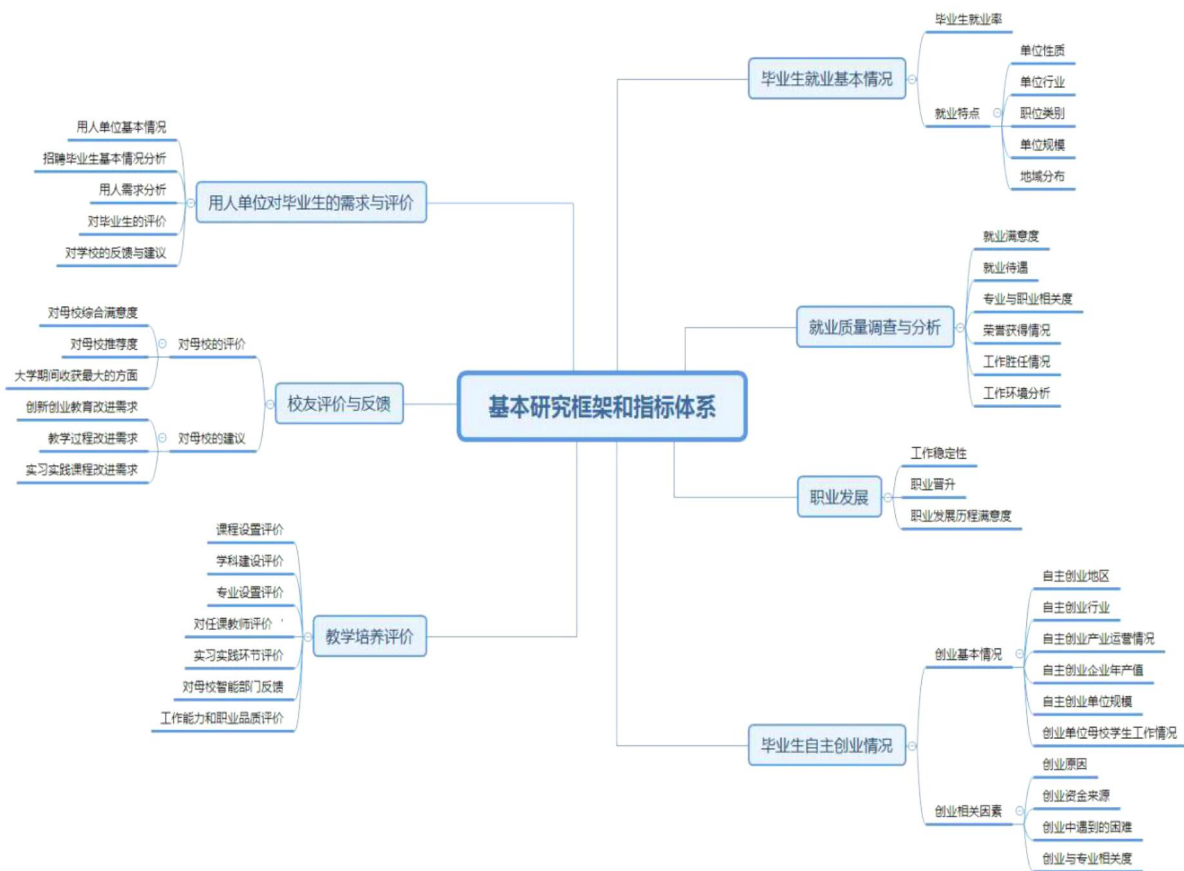 基本研究框架和指标体系
毕业生就业基本情况
毕业生就业率
就业特点
单位性质
单位行业
职位类别
单位规模
地域分布
就业质量调查与分析
就业满意度
就业待遇
专业与职业相关度
荣誉获得情况
工作胜任情况
工作环境分析
职业发展
工作稳定性
职业晋升
职业发展历程满意度
毕业生自主创业情况
创业基本情况
自主创业地区
自主创业行业
自主创业产业运营情况
自主创业企业年产值
自主创业单位规模
创业单位母校学生工作情况
创业相关因素
创业原因
创业资金来源
创业中遇到的困难
创业与专业相关度
用人单位对毕业生的需求与评价
用人单位基本情况
招聘毕业生基本情况分析
用人需求分析
对毕业生的评价
对学校的反馈与建议
校友评价与反馈
对母校的评价
对母校综合满意度
对母校推荐度
大学期间收获最大的方面
对母校的建议
创新创业教育改进需求
教学过程改进需求
实习实践课程改进需求
教学培养评价
课程设置评价
学科建设评价
专业设置评价
对任课教师评价
实习实践环节评价
对母校智能部门反馈
工作能力和职业品质评价